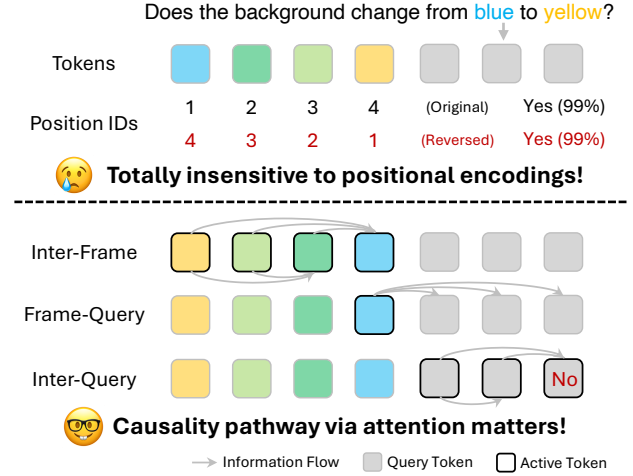 Does the background change from blue to yellow?
Tokens
Position IDs
1 2 3 4 (Original) Yes (99%)
4 3 2 1 (Reversed) Yes (99%)
Totally insensitive to positional encodings!
Inter-Frame
Frame-Query
Inter-Query
No
Causality pathway via attention matters!
Information Flow Query Token Active Token